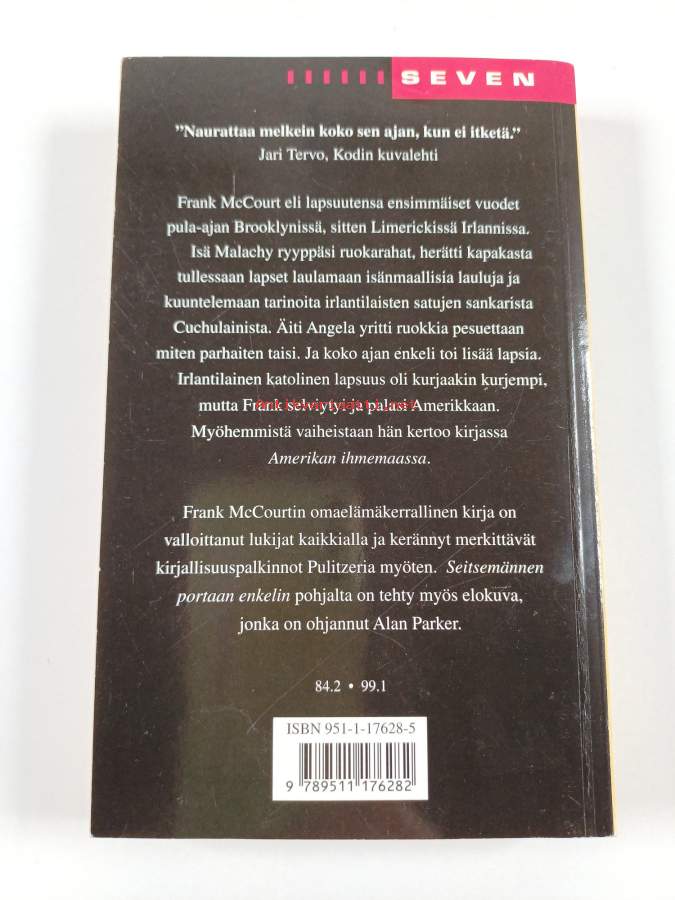 SEVEN
”Naurattaa melkein koko sen ajan, kun ei itketä.”
Jari Tervo, Kodin kuvalehti
Frank McCourt eli lapsuutensa ensimmäiset vuodet
pula-ajan Brooklynissä, sitten Limerickissä Irlannissa.
Isä Malachy ryyppäsi ruokarahat, herätti kapakasta
tullessaan lapset laulamaan isänmaallisia lauluja ja
kuuntelemaan tarinoita irlantilaisten satujen sankarista
Cuchulainista. Äiti Angela yritti ruokkia pesuettaan
miten parhaiten taisi. Ja koko ajan enkeli toi lisää lapsia.
Irlantilainen katolinen lapsuus oli kurjaakin kurjempi,
mutta Frank selviytyi ja palasi Amerikkaan.
Myöhemmistä vaiheistaan hän kertoo kirjassa
Amerikan ihmemaassa.
Frank McCourtin omaelämäkerrallinen kirja on
valloittanut lukijat kaikkialla ja kerännyt merkittävät
kirjallisuuspalkinnot Pulitzeria myöten. Seitsemännen
portaan enkelin pohjalta on tehty myös elokuva,
jonka on ohjannut Alan Parker.
84.2 • 99.1
ISBN 951-1-17628-5
9 789511 176282